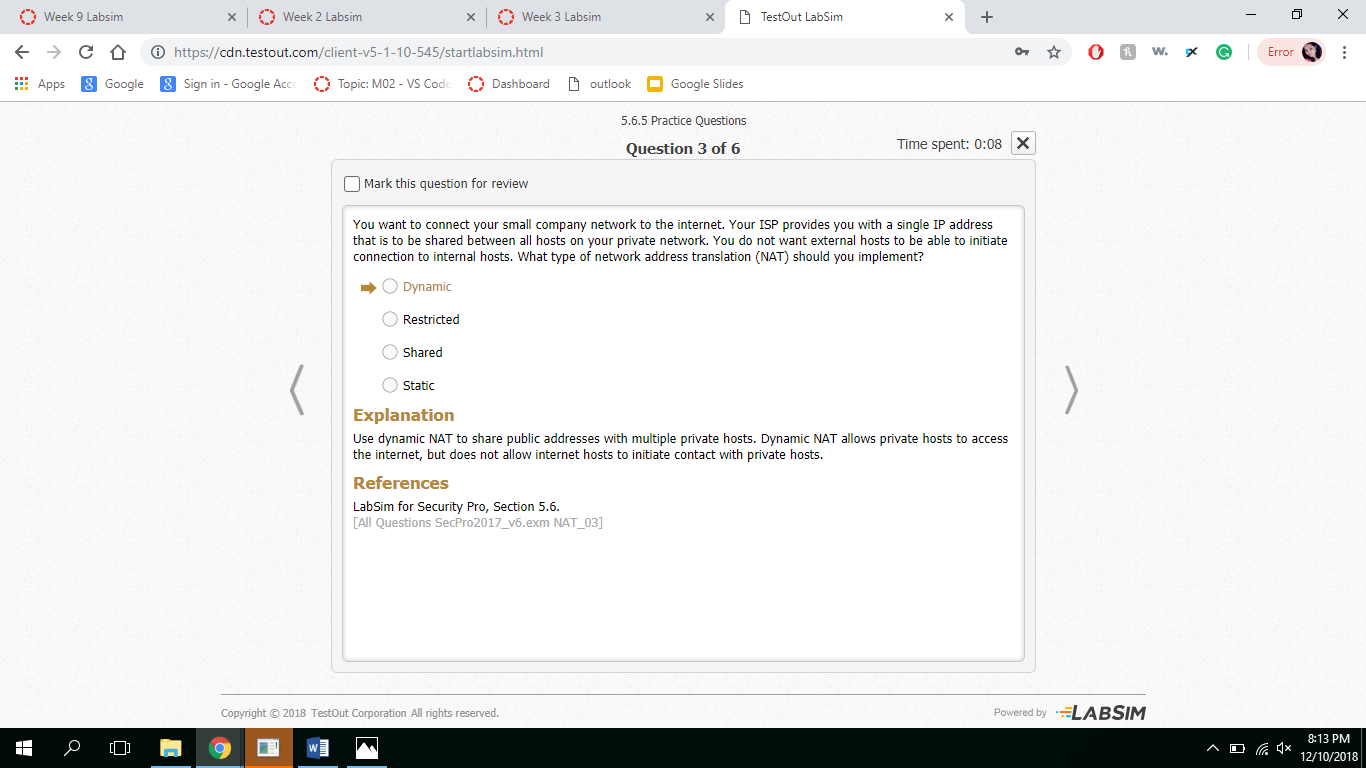 Week 9 Labsim
Week 2 Labsim
Week 3 Labsim
TestOut LabSim
https://cdn.testout.com/client-v5-1-10-545/startlabsim.html
Error
Apps
Google
Sign in - Google Acco
Topic: M02 - VS Code
Dashboard
outlook
Google Slides
5.6.5 Practice Questions
Question 3 of 6
Time spent: 0:08
Mark this question for review
You want to connect your small company network to the internet. Your ISP provides you with a single IP address
that is to be shared between all hosts on your private network. You do not want external hosts to be able to initiate
connection to internal hosts. What type of network address translation (NAT) should you implement?
Dynamic
Restricted
Shared
Static
Explanation
Use dynamic NAT to share public addresses with multiple private hosts. Dynamic NAT allows private hosts to access
the internet, but does not allow internet hosts to initiate contact with private hosts.
References
LabSim for Security Pro, Section 5.6.
[All Questions SecPro2017_v6.exm NAT_03]
Copyright © 2018 TestOut Corporation All rights reserved.
Powered by LABSIM
8:13 PM
12/10/2018